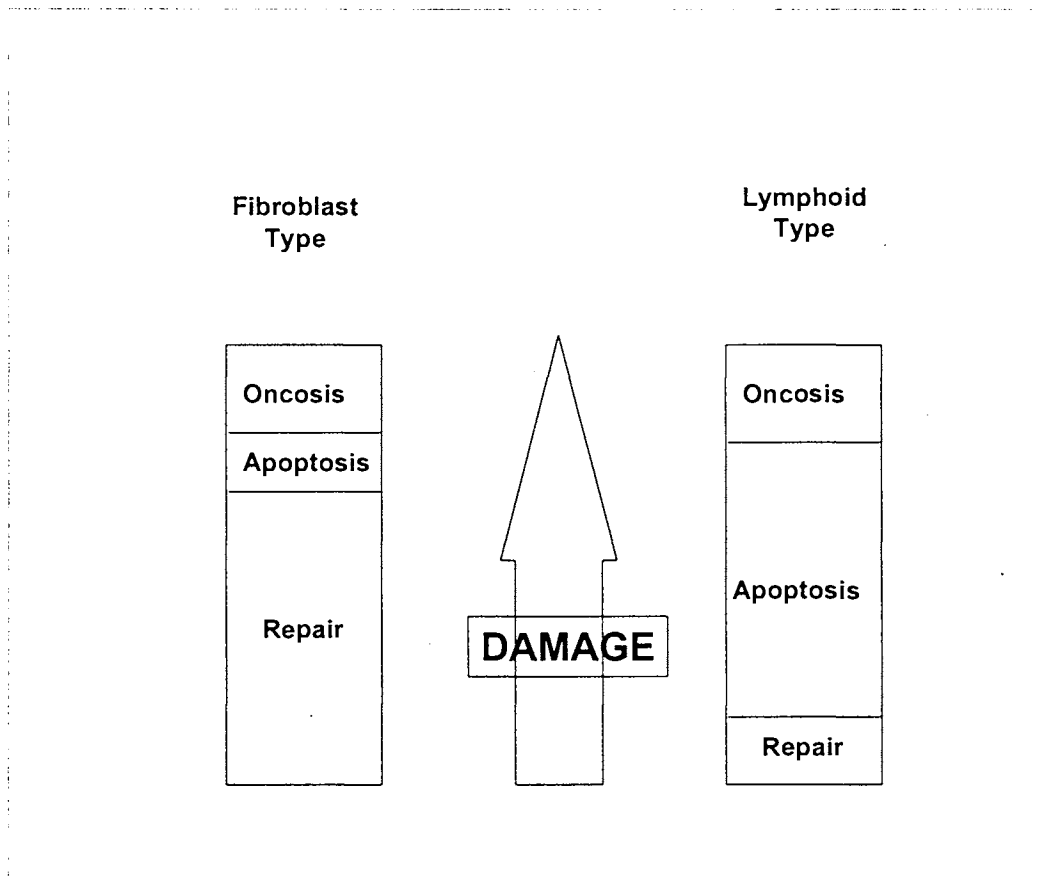 Fibroblast
Type
Lymphoid
Type
Oncosis
Apoptosis
Repair
DAMAGE
Oncosis
Apoptosis
Repair